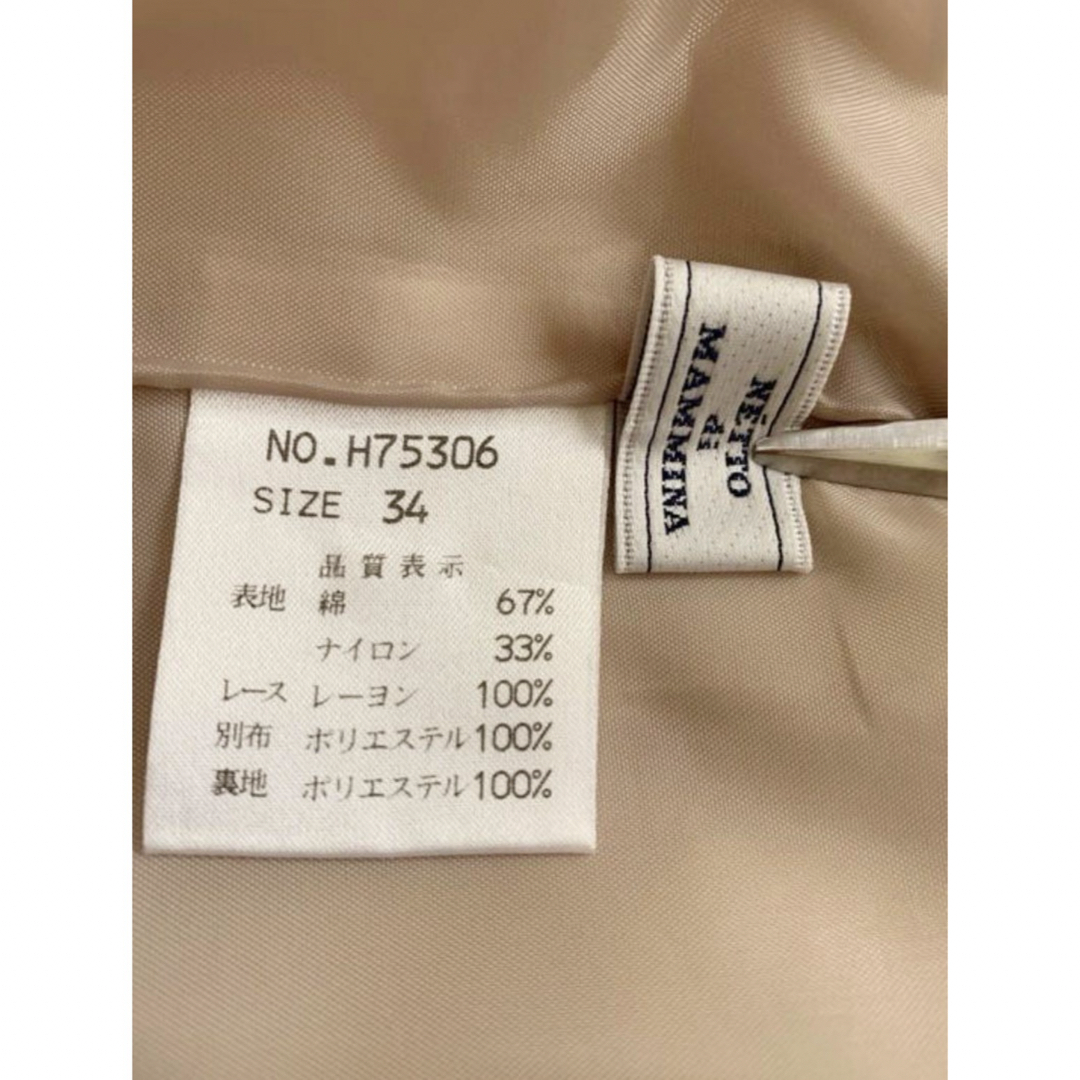 NO.H75306
SIZE 34
品質表示
表地 綿 67%
ナイロン 33%
レース レーヨン 100%
別布 ポリエステル 100%
裏地 ポリエステル 100%
NETTO
di
MAMMINA